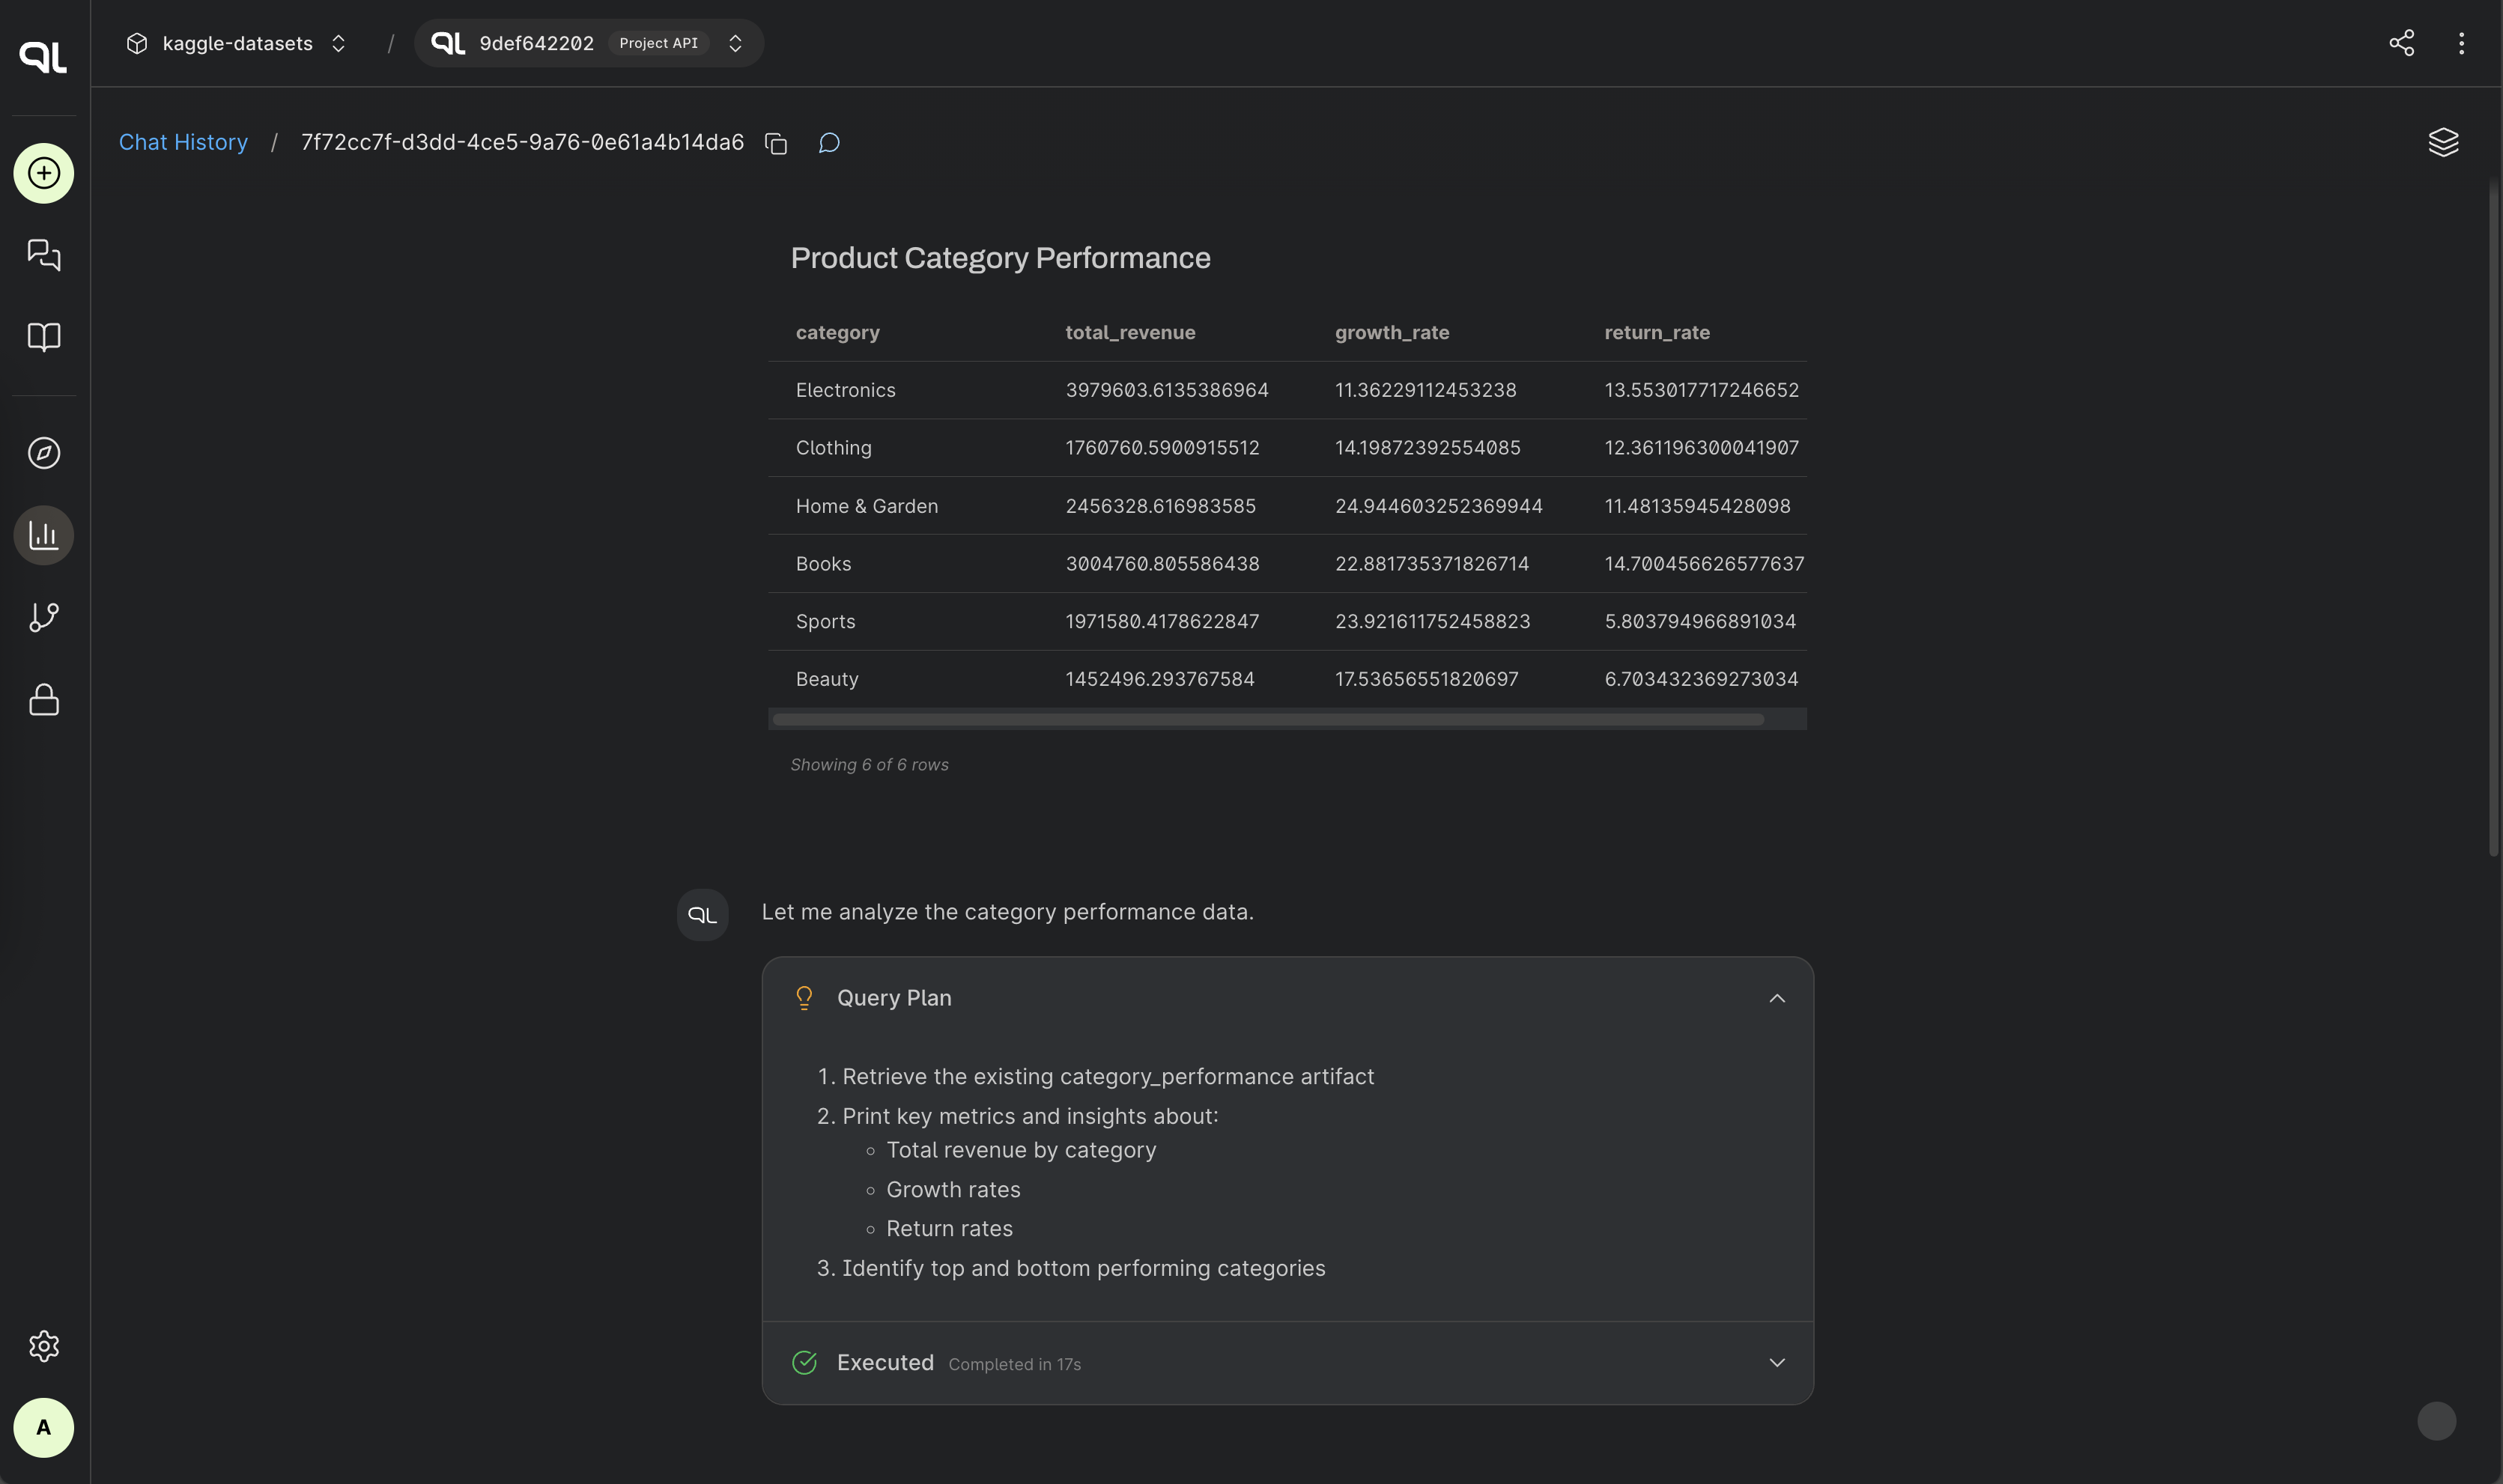 kaggle-datasets / QL 9def642202 Project API
QL
Chat History / 7f72cc7f-d3dd-4ce5-9a76-0e61a4b14da6
Product Category Performance
category total_revenue growth_rate return_rate
Electronics 3979603.6135386964 11.36229112453238 13.553017717246652
Clothing 1760760.5900915512 14.19872392554085 12.361196300041907
Home & Garden 2456328.616983585 24.944603252369944 11.48135945428098
Books 3004760.805586438 22.881735371826714 14.700456626577637
Sports 1971580.4178622847 23.921611752458823 5.803794966891034
Beauty 1452496.293767584 17.53656551820697 6.703432369273034
Showing 6 of 6 rows
QL Let me analyze the category performance data.
Query Plan
1. Retrieve the existing category_performance artifact
2. Print key metrics and insights about:
Total revenue by category
Growth rates
Return rates
3. Identify top and bottom performing categories
Executed Completed in 17s
A